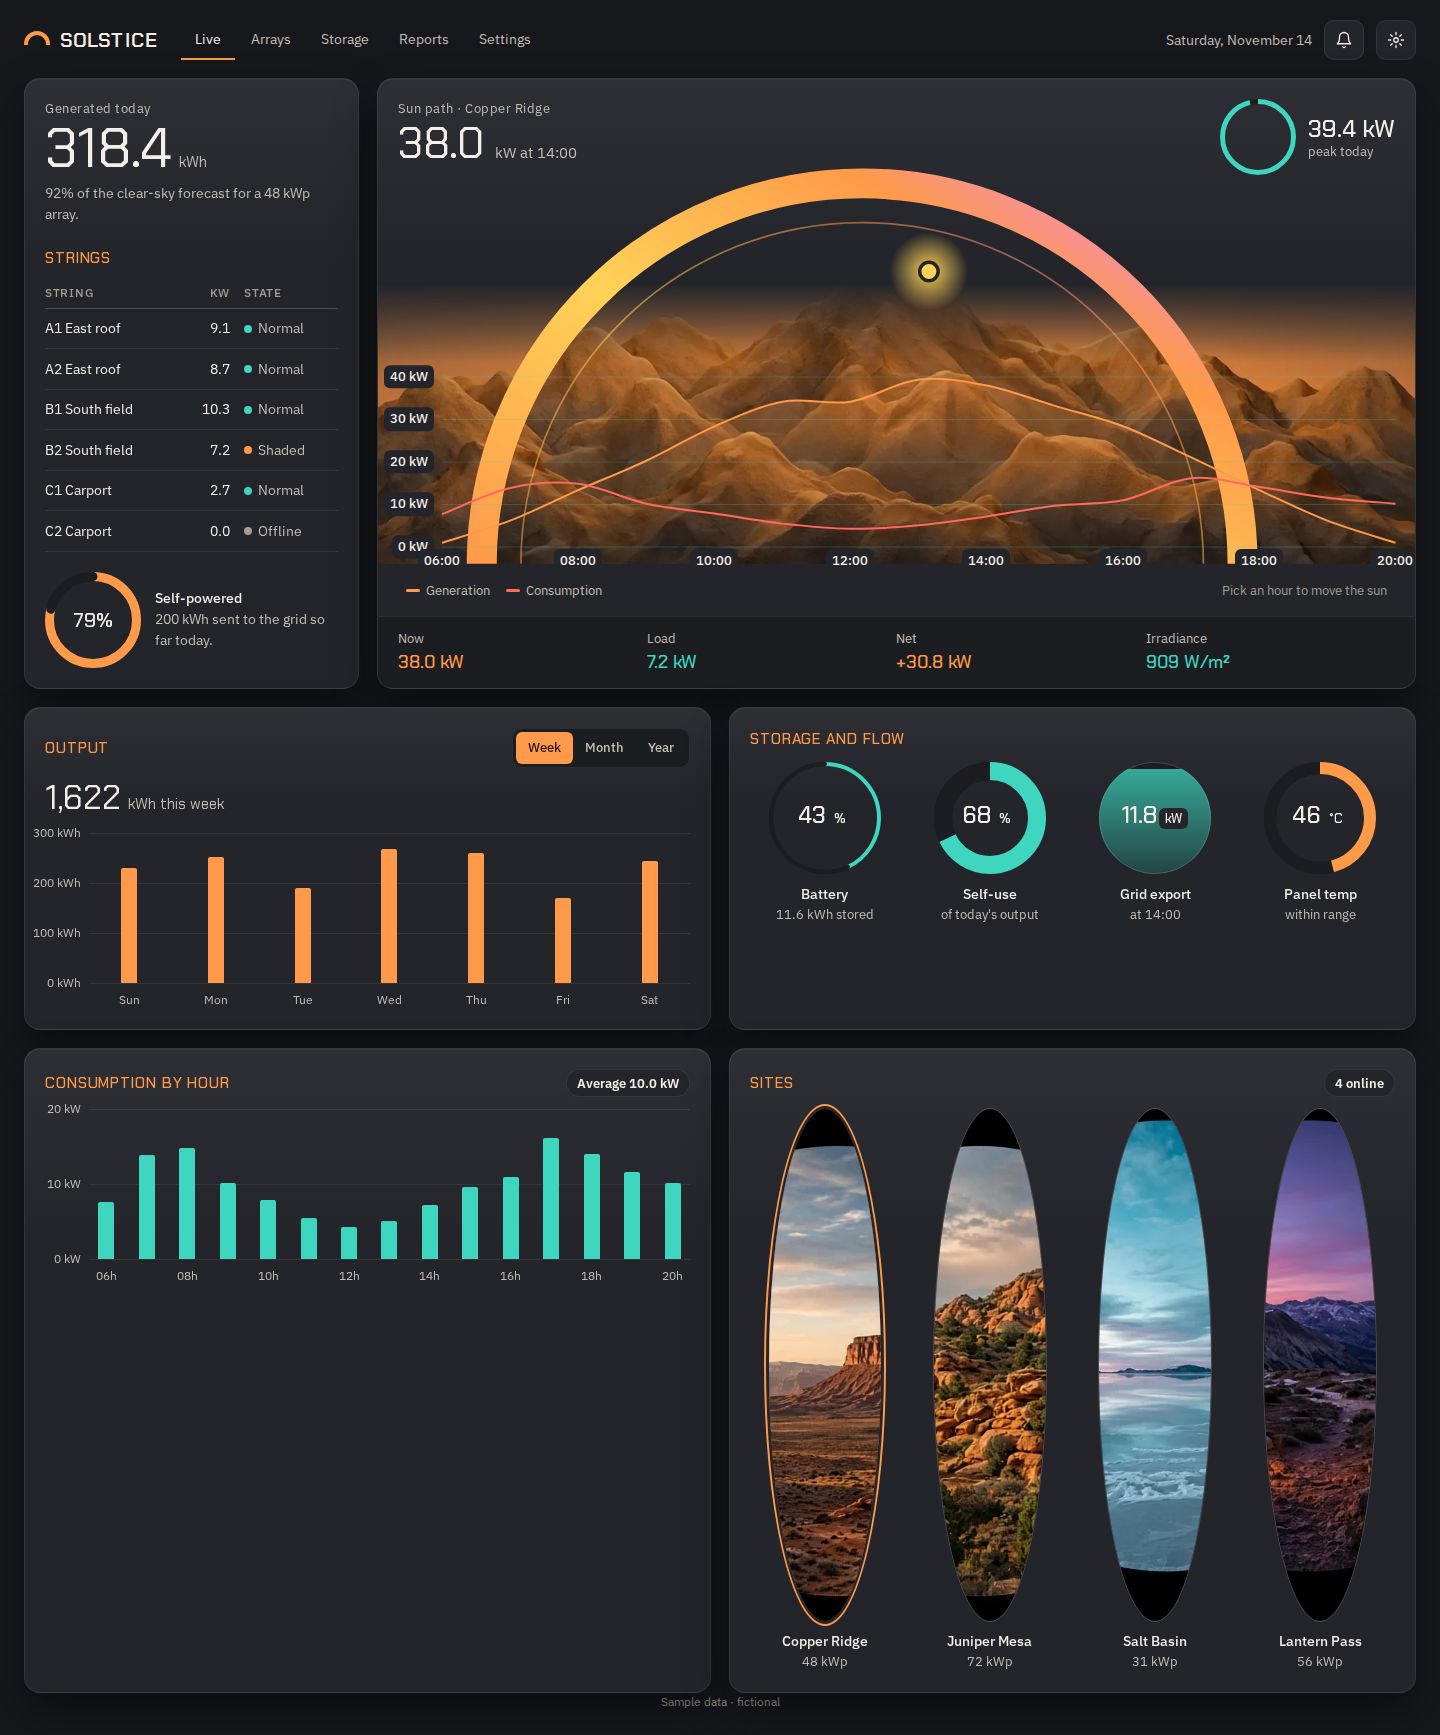 SOLSTICE
Live
Arrays
Storage
Reports
Settings
Saturday, November 14
Generated today
318.4 kWh
92% of the clear-sky forecast for a 48 kWp
array.
STRINGS
STRING KW STATE
A1 East roof 9.1 Normal
A2 East roof 8.7 Normal
B1 South field 10.3 Normal
B2 South field 7.2 Shaded
C1 Carport 2.7 Normal
C2 Carport 0.0 Offline
79%
Self-powered
200 kWh sent to the grid so
far today.
Sun path · Copper Ridge
38.0 kW at 14:00
39.4 kW
peak today
40 kW
30 kW
20 kW
10 kW
0 kW
06:00 08:00 10:00 12:00 14:00 16:00 18:00 20:00
Generation Consumption
Pick an hour to move the sun
Now
38.0 kW
Load
7.2 kW
Net
+30.8 kW
Irradiance
909 W/m²
OUTPUT
Week Month Year
1,622 kWh this week
300 kWh
200 kWh
100 kWh
0 kWh
Sun Mon Tue Wed Thu Fri Sat
STORAGE AND FLOW
43 %
Battery
11.6 kWh stored
68 %
Self-use
of today's output
11.8 kW
Grid export
at 14:00
46 °C
Panel temp
within range
CONSUMPTION BY HOUR
Average 10.0 kW
20 kW
10 kW
0 kW
06h 08h 10h 12h 14h 16h 18h 20h
SITES
4 online
Copper Ridge
48 kWp
Juniper Mesa
72 kWp
Salt Basin
31 kWp
Lantern Pass
56 kWp
Sample data · fictional